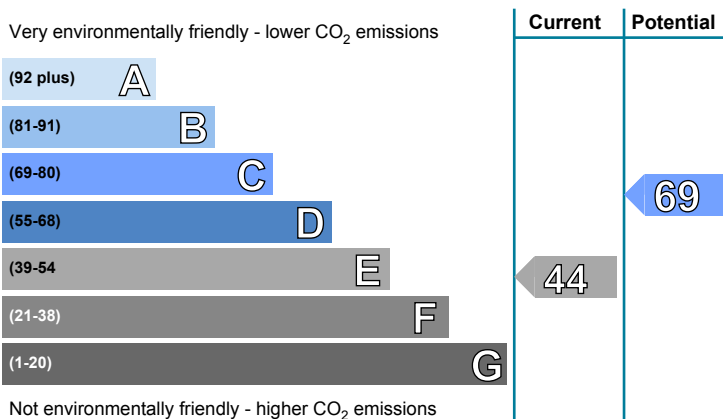 Very environmentally friendly - lower CO2 emissions
Current
Potential
(92 plus) A
(81-91) B
(69-80) C
69
(55-68) D
(39-54 E
44
(21-38) F
(1-20) G
Not environmentally friendly - higher CO2 emissions